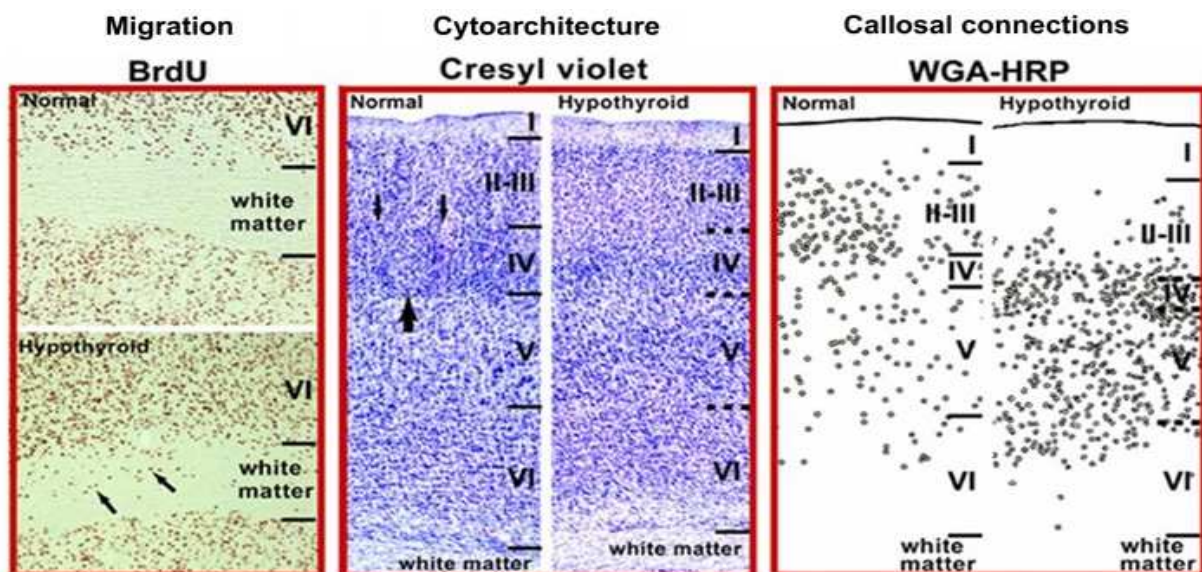 Migration
BrdU
Normal
VI
white
matter
Hypothyroid
VI
white
matter
Cytoarchitecture
Cresyl violet
Normal
Hypothyroid
I
II-III
IV
V
VI
white matter
I
II-III
IV
V
VI
white matter
Callosal connections
WGA-HRP
Normal
Hypothyroid
I
II-III
IV
V
VI
white
matter
I
II-III
IV
V
VI
white
matter